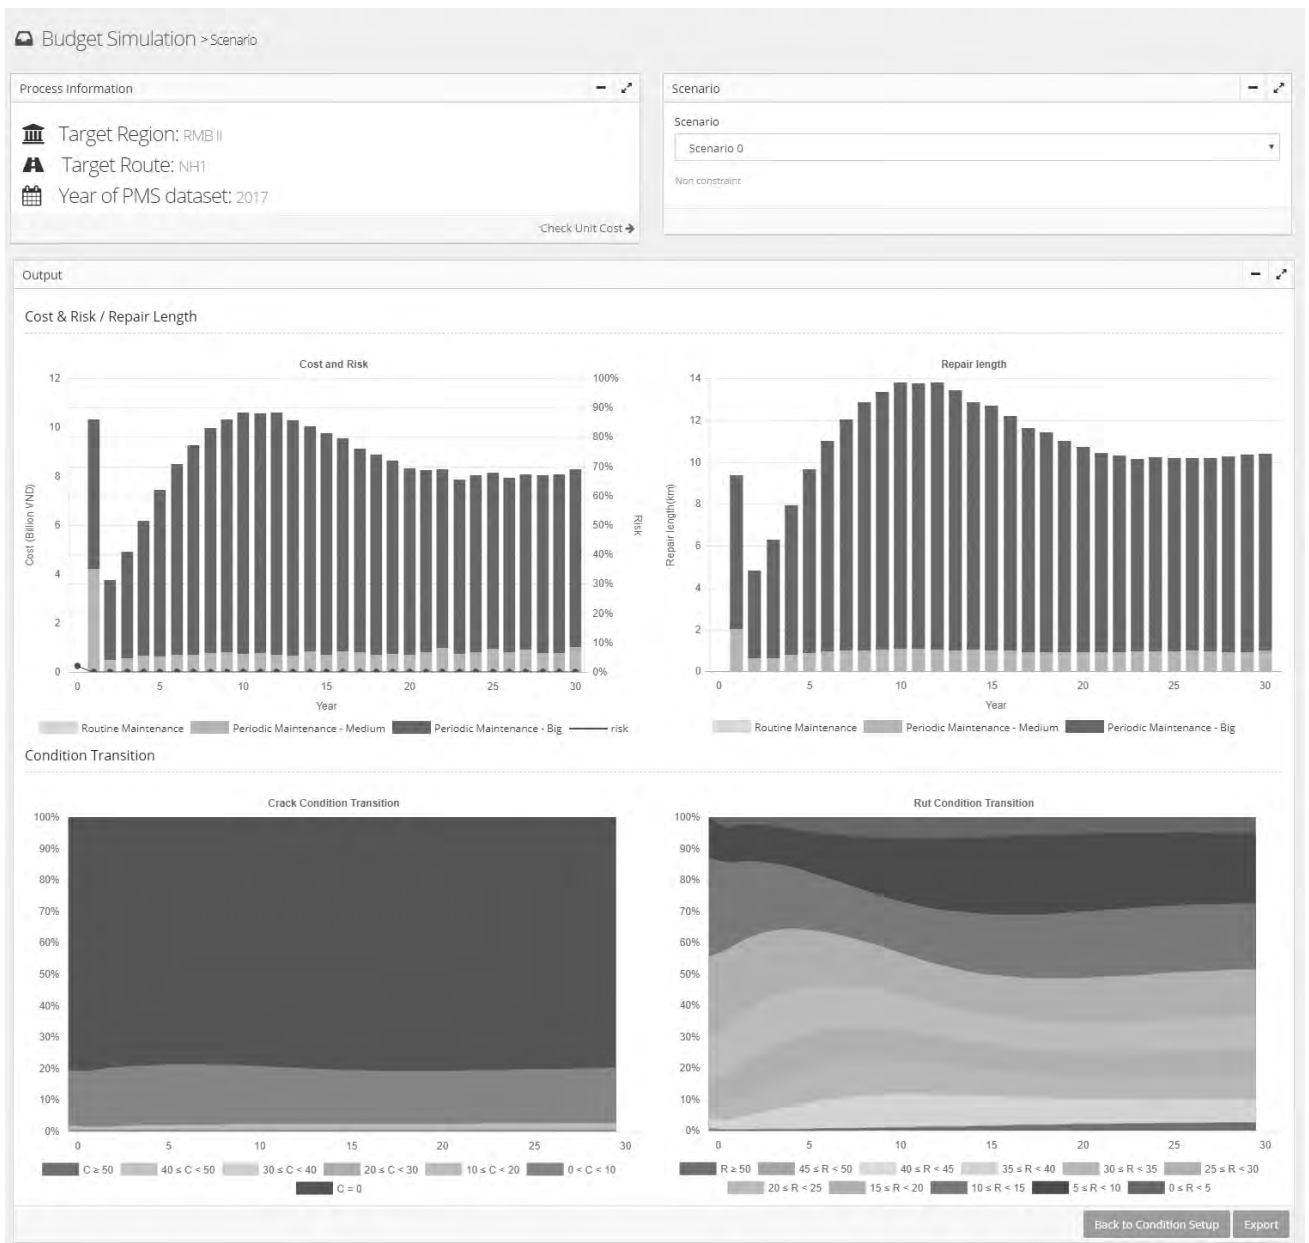 Budget Simulation > Scenario
Process Information
Target Region: RMB II
Target Route: NH1
Year of PMS dataset: 2017
Check Unit Cost
Scenario
Scenario
Scenario 0
Non constraint
Output
Cost & Risk / Repair Length
Cost and Risk
12
10
8
6
4
2
0
Cost (Billion VND)
100%
90%
80%
70%
60%
50%
40%
30%
20%
10%
0%
Risk
0 5 10 15 20 25 30
Year
Routine Maintenance Periodic Maintenance - Medium Periodic Maintenance - Big risk
Repair length
14
12
10
8
6
4
2
0
Repair length(km)
0 5 10 15 20 25 30
Year
Routine Maintenance Periodic Maintenance - Medium Periodic Maintenance - Big
Condition Transition
Crack Condition Transition
100%
90%
80%
70%
60%
50%
40%
30%
20%
10%
0%
0 5 10 15 20 25 30
C ≥ 50 40 ≤ C < 50 30 ≤ C < 40 20 ≤ C < 30 10 ≤ C < 20 0 < C < 10
C = 0
Rut Condition Transition
100%
90%
80%
70%
60%
50%
40%
30%
20%
10%
0%
0 5 10 15 20 25 30
R ≥ 50 45 ≤ R < 50 40 ≤ R < 45 35 ≤ R < 40 30 ≤ R < 35 25 ≤ R < 30
20 ≤ R < 25 15 ≤ R < 20 10 ≤ R < 15 5 ≤ R < 10 0 ≤ R < 5
Back to Condition Setup Export